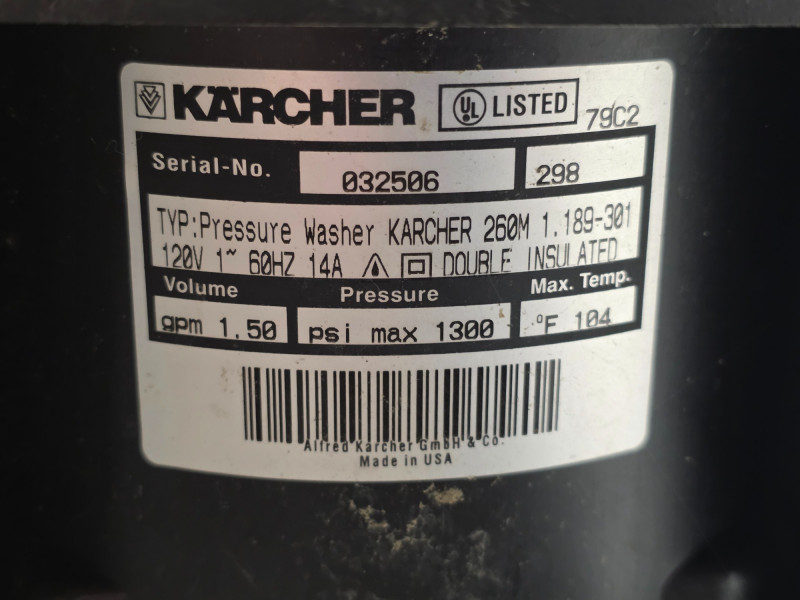 KÄRCHER
UL LISTED
79C2
Serial-No. 032506 298
TYP:Pressure Washer KARCHER 260M 1.189-301
120V 1~ 60HZ 14A DOUBLE INSULATED
Volume Pressure Max. Temp.
gpm 1.50 psi max 1300 °F 104
Alfred Karcher GmbH & Co.
Made in USA